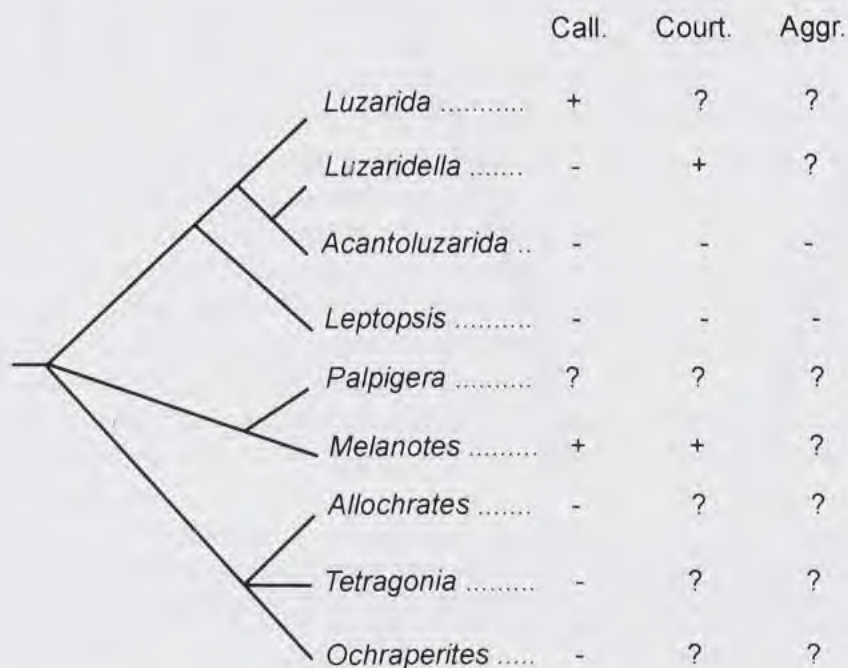 Call. Court. Aggr.
Luzarida ........... + ? ?
Luzaridella ....... - + ?
Acantoluzarida .. - - -
Leptopsis .......... - - -
Palpigera .......... ? ? ?
Melanotes ......... + + ?
Allochrates ....... - ? ?
Tetragonia ......... - ? ?
Ochraperites ..... - ? ?